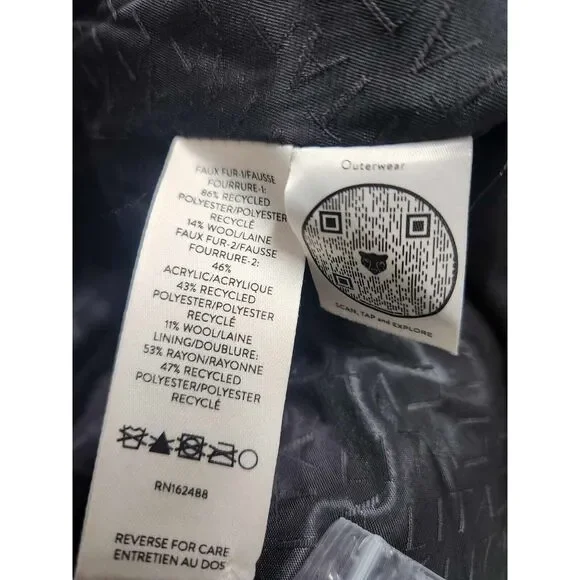 FAUX FUR-1/FAUSSE
FOURRURE-1:
86% RECYCLED
POLYESTER/POLYESTER
RECYCLÉ
14% WOOL/LAINE
FAUX FUR-2/FAUSSE
FOURRURE-2:
46%
ACRYLIC/ACRYLIQUE
43% RECYCLED
POLYESTER/POLYESTER
RECYCLÉ
11% WOOL/LAINE
LINING/DOUBLURE:
53% RAYON/RAYONNE
47% RECYCLED
POLYESTER/POLYESTER
RECYCLÉ
RN162488
REVERSE FOR CARE
ENTRETIEN AU DOS
Outerwear
SCAN, TAP and EXPLORE